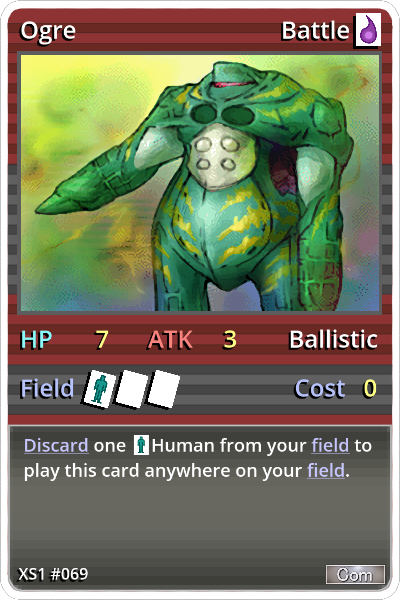 Ogre Battle
HP 7 ATK 3 Ballistic
Field Cost 0
Discard one Human from your field to
play this card anywhere on your field.
XS1 #069 Com